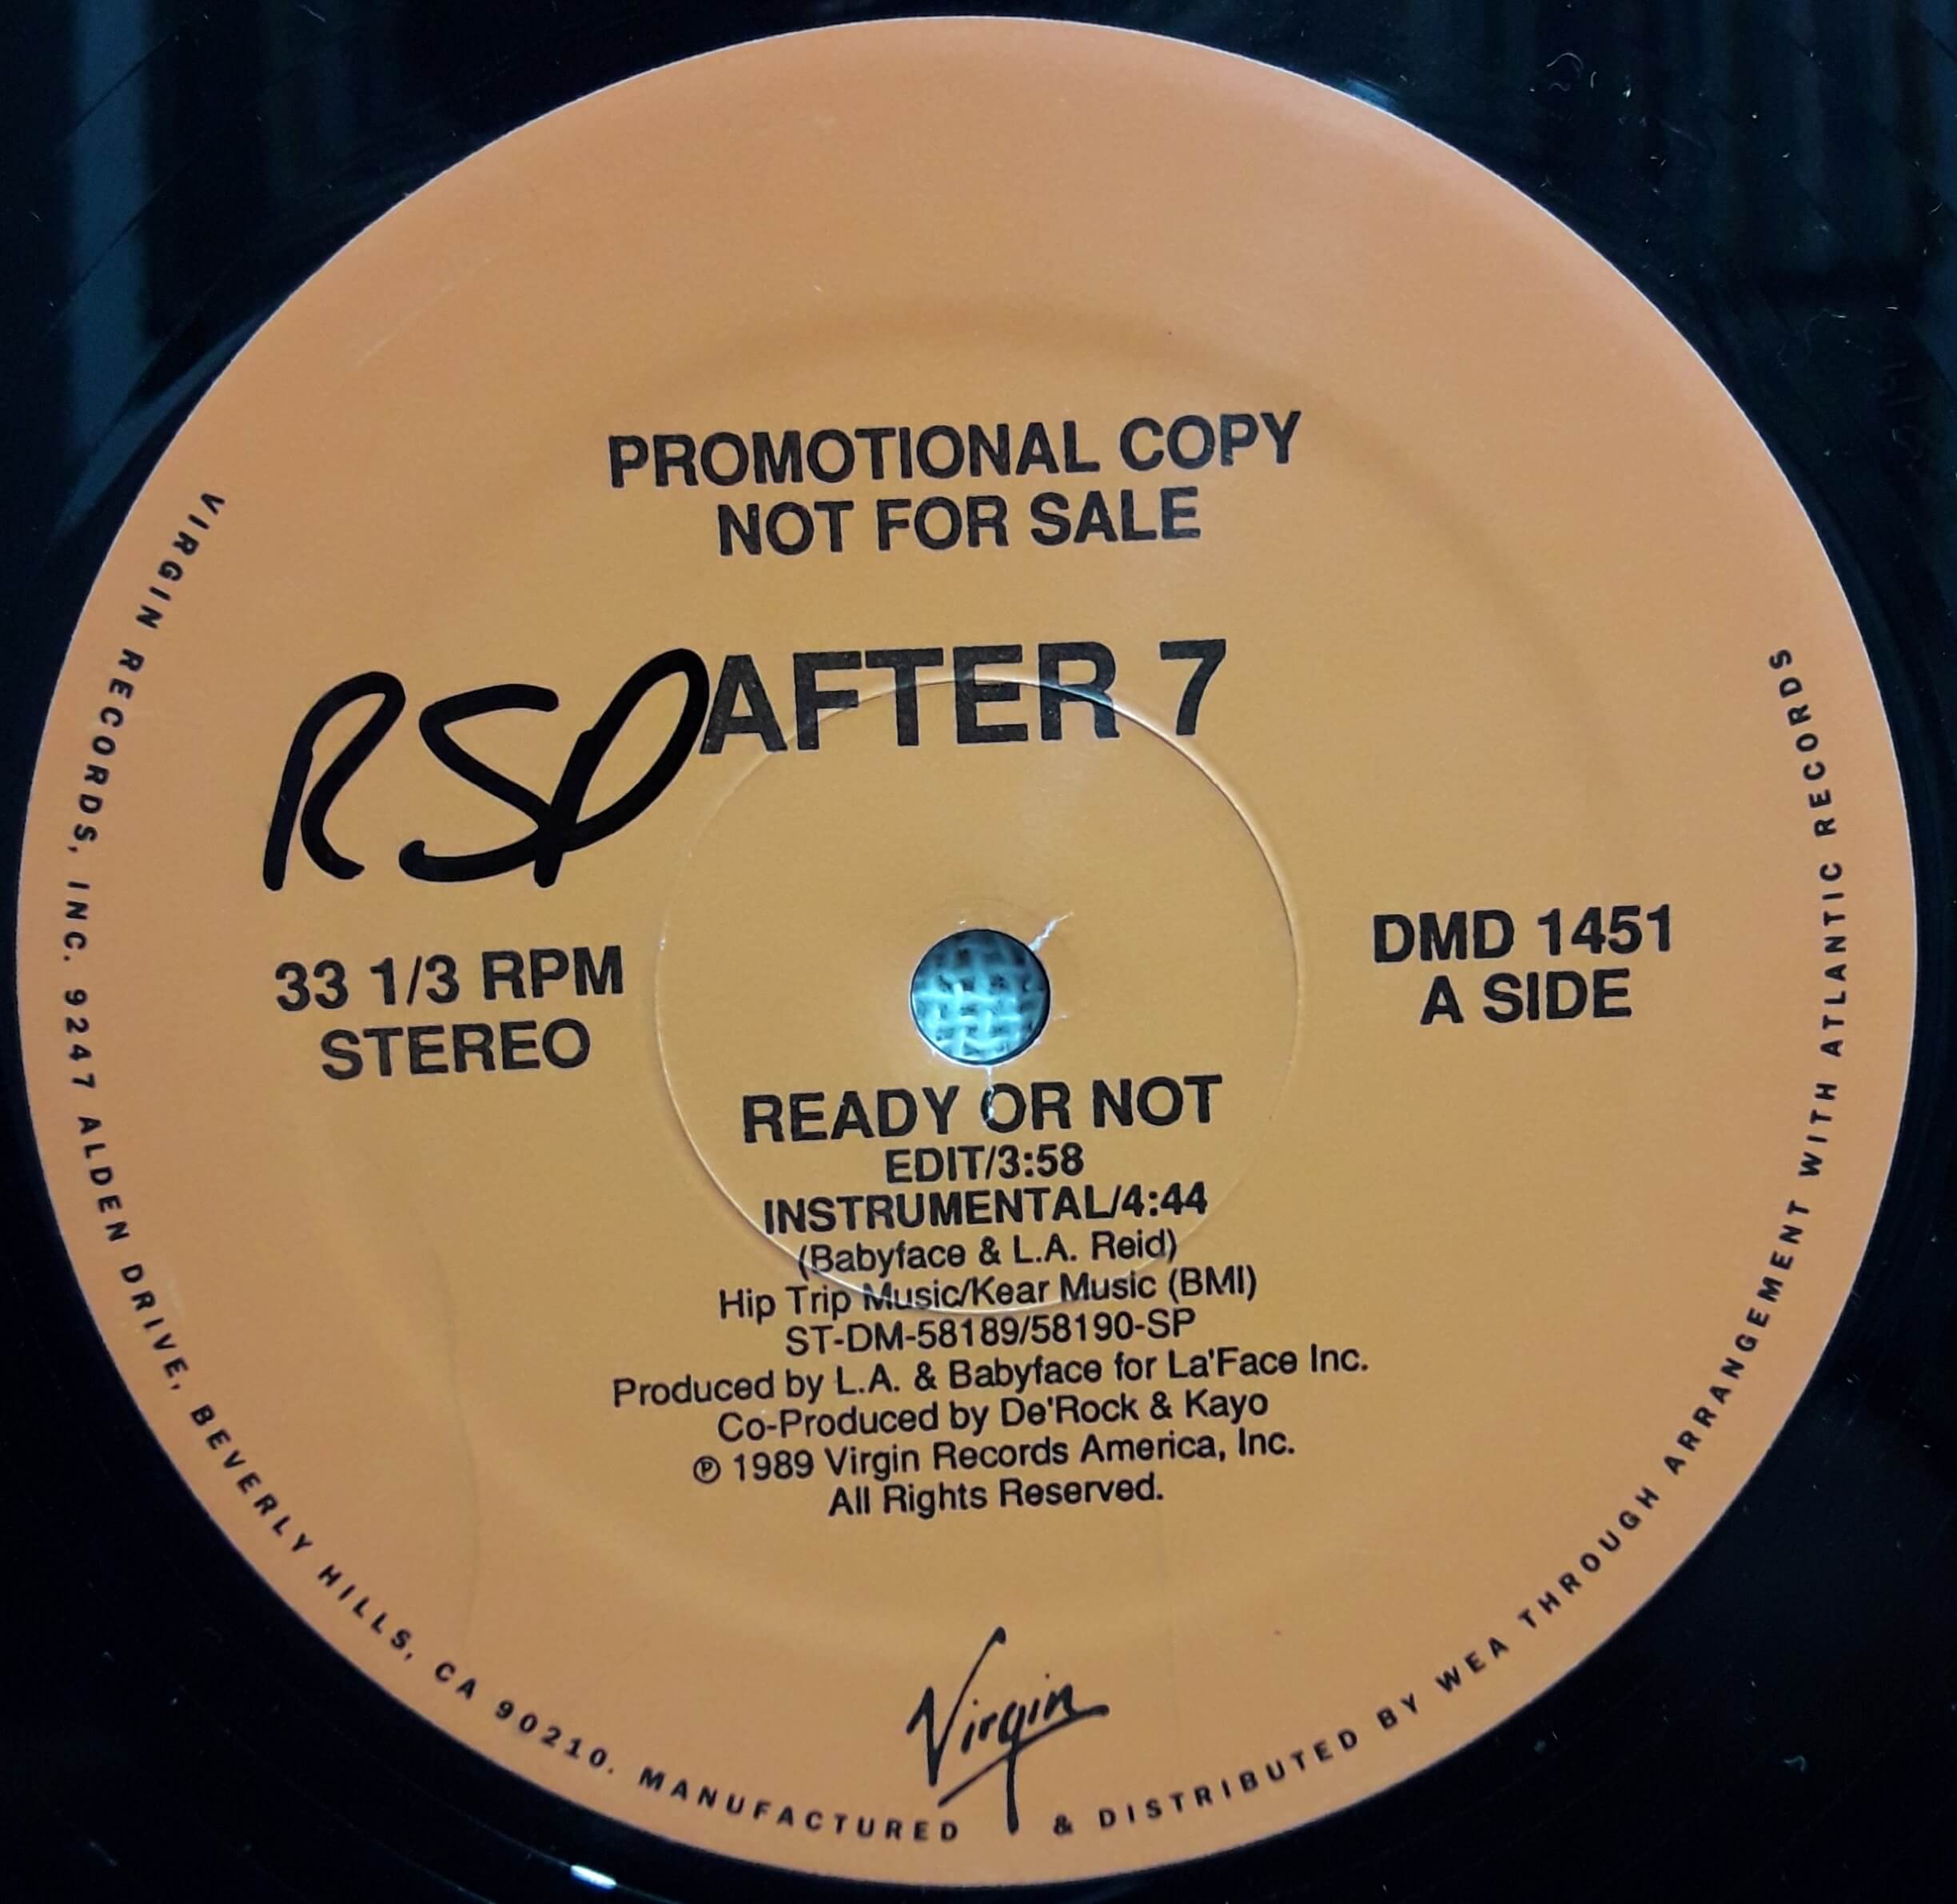 PROMOTIONAL COPY
NOT FOR SALE
RSP
AFTER 7
33 1/3 RPM
STEREO
DMD 1451
A SIDE
READY OR NOT
EDIT/3:58
INSTRUMENTAL/4:44
(Babyface & L.A. Reid)
Hip Trip Music/Kear Music (BMI)
ST-DM-58189/58190-SP
Produced by L.A. & Babyface for La'Face Inc.
Co-Produced by De'Rock & Kayo
℗ 1989 Virgin Records America, Inc.
All Rights Reserved.
Virgin
VIRGIN RECORDS, INC. 9247 ALDEN DRIVE, BEVERLY HILLS, CA 90210. MANUFACTURED & DISTRIBUTED BY WEA THROUGH ARRANGEMENT WITH ATLANTIC RECORDS